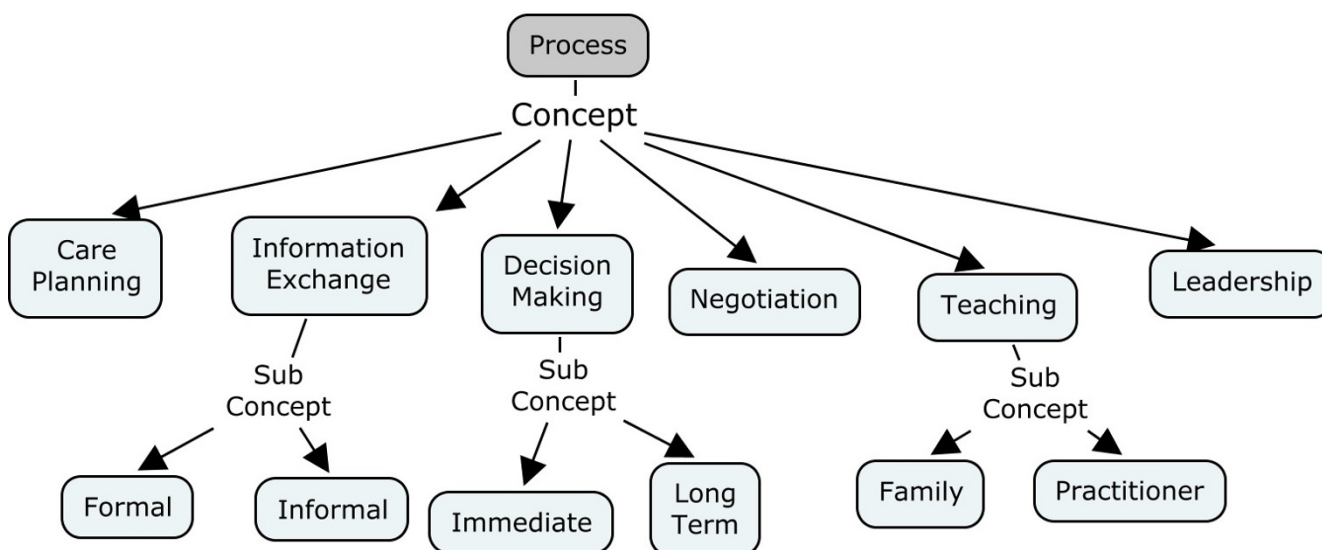 Process
Concept
Care
Planning
Information
Exchange
Decision
Making
Negotiation
Teaching
Leadership
Sub
Concept
Sub
Concept
Sub
Concept
Formal
Informal
Immediate
Long
Term
Family
Practitioner